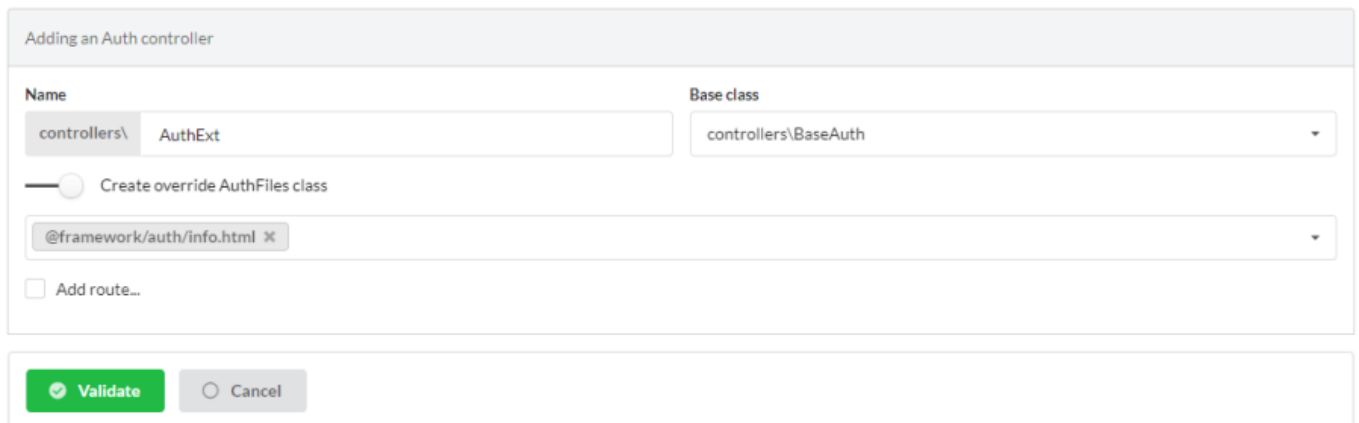 Adding an Auth controller
Name
Base class
controllers\ AuthExt
controllers\BaseAuth
Create override AuthFiles class
@framework/auth/info.html ×
Add route...
Validate
Cancel